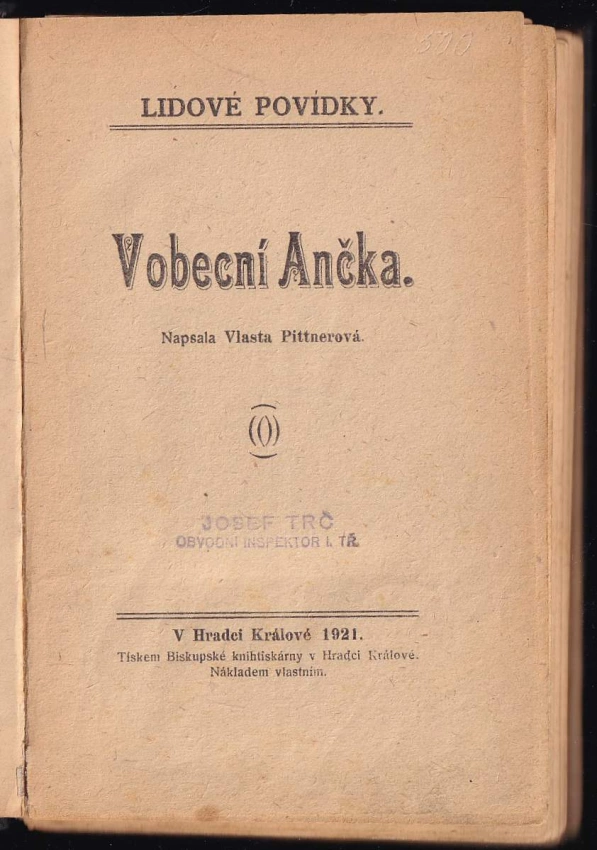 500
LIDOVÉ POVÍDKY.
Vobecní Ančka.
Napsala Vlasta Pittnerová.
JOSEF TRČ
OBVODNÍ INSPEKTOR I. TŘ.
V Hradci Králové 1921.
Tiskem Biskupské knihtiskárny v Hradci Králové.
Nákladem vlastním.